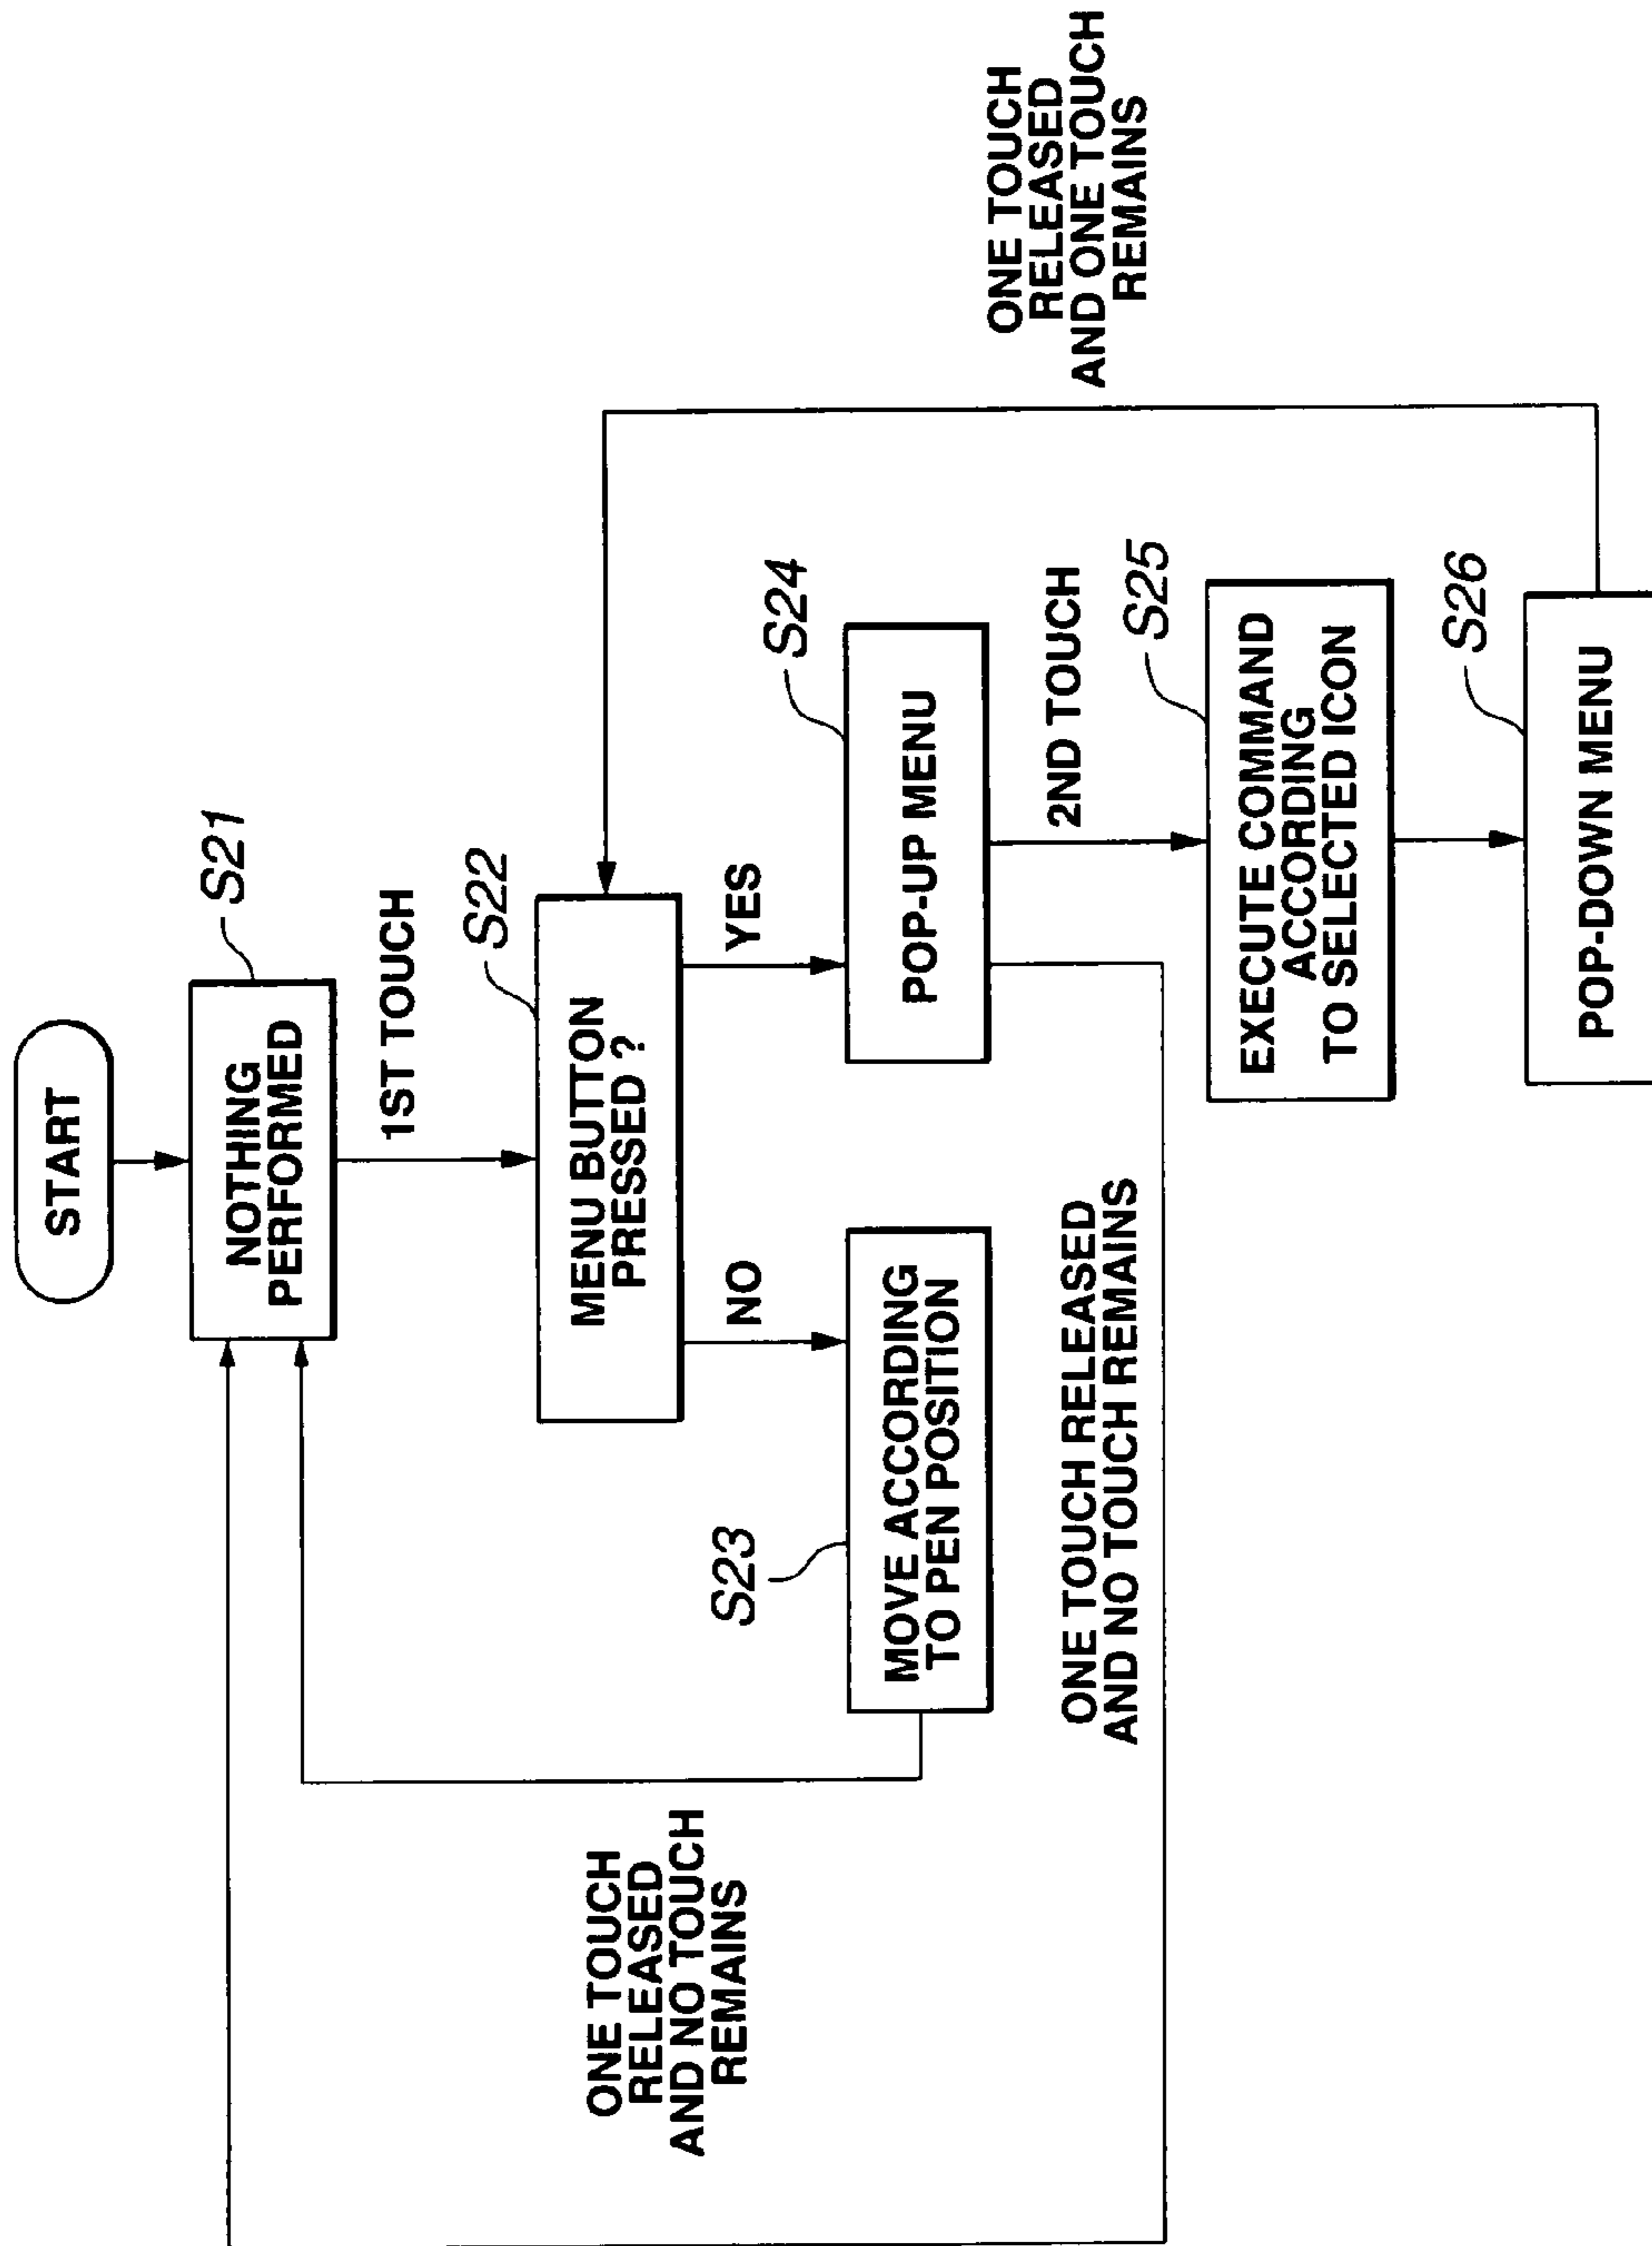 START
S21
NOTHING
PERFORMED
1ST TOUCH
S22
MENU BUTTON
PRESSED ?
NO
YES
S23
MOVE ACCORDING
TO PEN POSITION
S24
POP-UP MENU
ONE TOUCH
RELEASED
AND NO TOUCH
REMAINS
ONE TOUCH
RELEASED
AND ONE TOUCH
REMAINS
ONE TOUCH RELEASED
AND NO TOUCH REMAINS
2ND TOUCH
S25
EXECUTE COMMAND
ACCORDING
TO SELECTED ICON
S26
POP-DOWN MENU